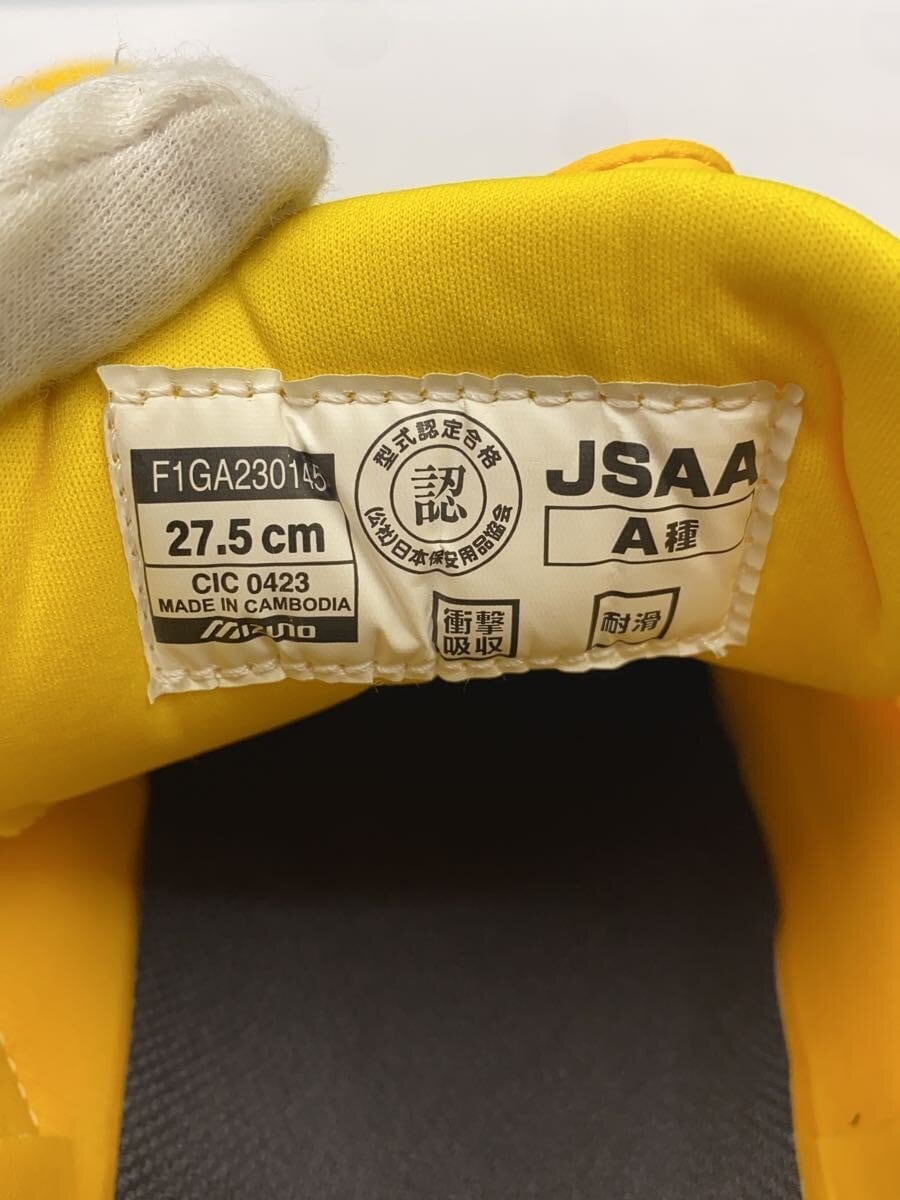 F1GA230145
27.5 cm
CIC 0423
MADE IN CAMBODIA
MIZUNO
型式認定合格
認
(公社)日本保安用品協会
JSAA
A種
衝撃
吸収
耐滑